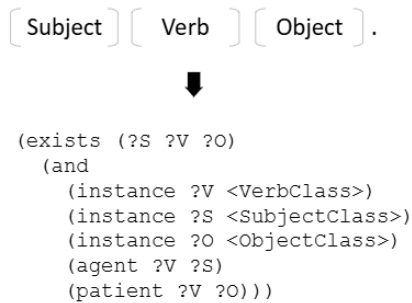 Subject Verb Object .
(exists (?S ?V ?O)
(and
(instance ?V <VerbClass>)
(instance ?S <SubjectClass>)
(instance ?O <ObjectClass>)
(agent ?V ?S)
(patient ?V ?O)))